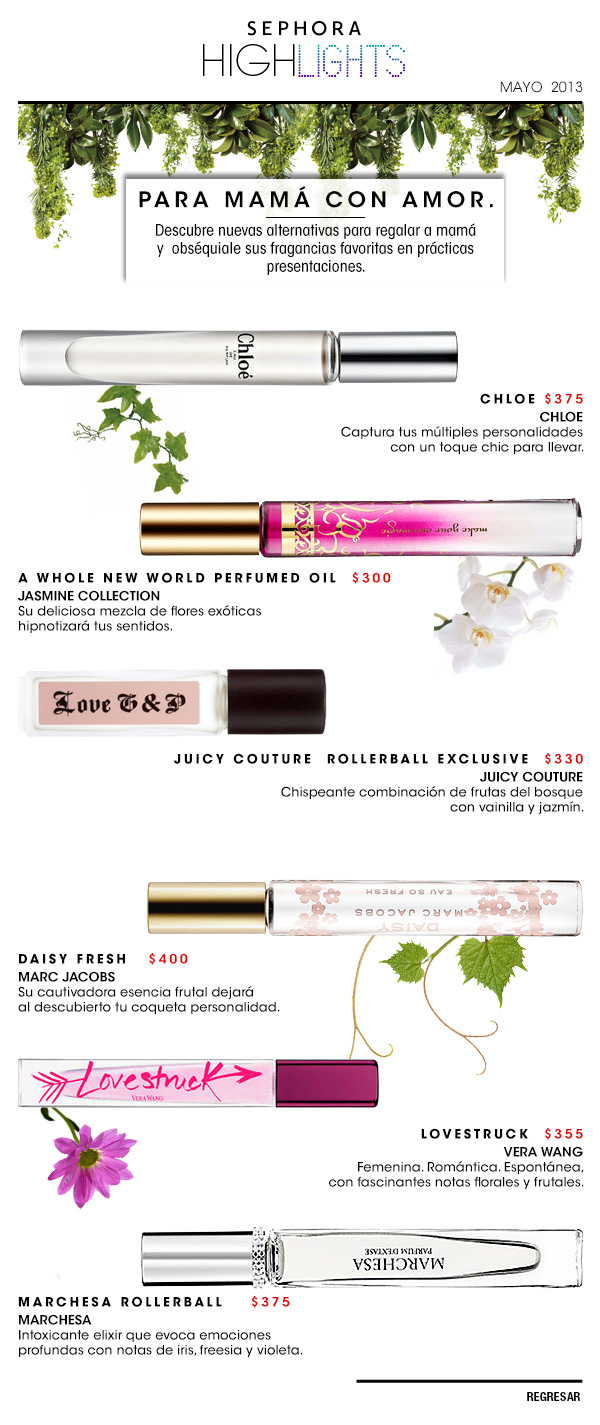 SEPHORA
HIGHLIGHTS
MAYO 2013
PARA MAMÁ CON AMOR.
Descubre nuevas alternativas para regalar a mamá
y obséquiale sus fragancias favoritas en prácticas
presentaciones.
Chloé
EAU
DE
PARFUM
CHLOE $375
CHLOE
Captura tus múltiples personalidades
con un toque chic para llevar.
make your own magic
A WHOLE NEW WORLD PERFUMED OIL $300
JASMINE COLLECTION
Su deliciosa mezcla de flores exóticas
hipnotizará tus sentidos.
Love G&P
JUICY COUTURE ROLLERBALL EXCLUSIVE $330
JUICY COUTURE
Chispeante combinación de frutas del bosque
con vainilla y jazmín.
DAISY
MARC JACOBS
EAU SO FRESH
DAISY FRESH $400
MARC JACOBS
Su cautivadora esencia frutal dejará
al descubierto tu coqueta personalidad.
Lovestruck
VERA WANG
LOVESTRUCK $355
VERA WANG
Femenina. Romántica. Espontánea,
con fascinantes notas florales y frutales.
MARCHESA
PARFUM D'EXTASE
MARCHESA ROLLERBALL $375
MARCHESA
Intoxicante elixir que evoca emociones
profundas con notas de iris, freesia y violeta.
REGRESAR